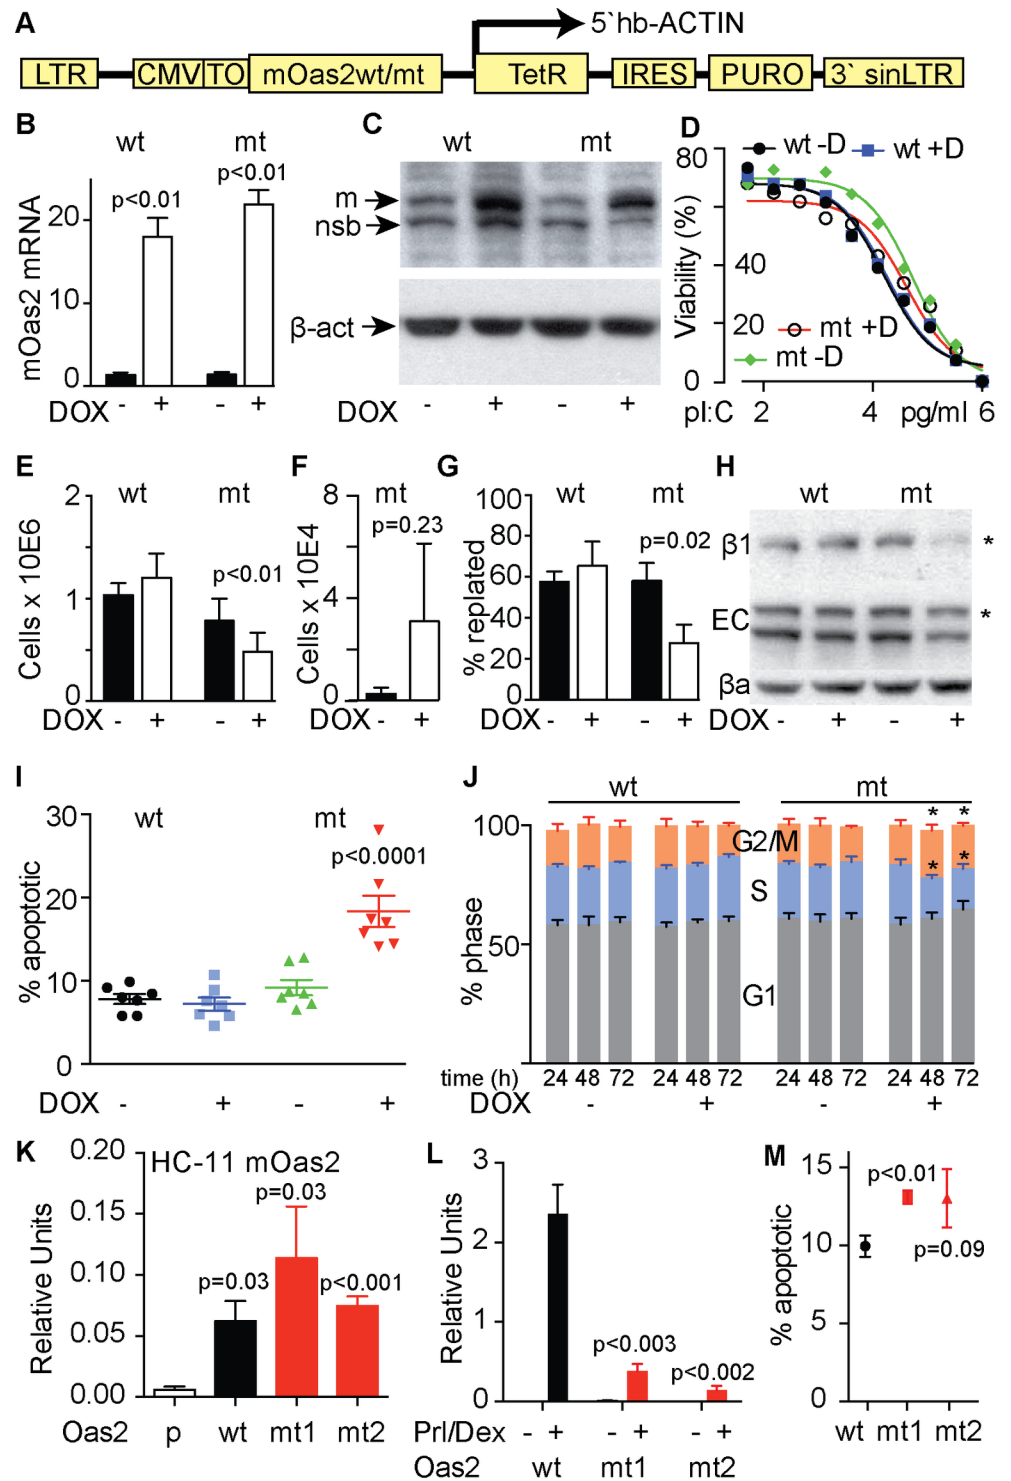 A
5`hb-ACTIN
LTR CMV TO mOas2wt/mt TetR IRES PURO 3` sinLTR
B
wt mt
p<0.01 p<0.01
mOas2 mRNA
20
10
0
DOX - + - +
C
wt mt
m
nsb
β-act
- + - +
D
wt -D wt +D
mt +D
mt -D
Viability (%)
80
40
20
0
pI:C 2 4 pg/ml 6
E
wt mt
p<0.01
Cells x 10E6
2
1
0
DOX - + - +
F
mt
p=0.23
Cells x 10E4
8
4
0
DOX - +
G
wt mt
p=0.02
% replated
100
80
60
40
20
0
DOX - + - +
H
wt mt
β1 *
EC *
βa
DOX - + - +
I
wt mt
p<0.0001
% apoptotic
30
20
10
0
DOX - + - +
J
wt mt
* *
G2/M
* *
S
G1
% phase
100
50
time (h) 24 48 72 24 48 72 24 48 72 24 48 72
DOX - + - +
K
HC-11 mOas2
p=0.03
p=0.03 p<0.001
Relative Units
0.20
0.15
0.10
0.05
0.00
Oas2 p wt mt1 mt2
L
p<0.003
p<0.002
Relative Units
3
2
1
0
Prl/Dex - + - + - +
Oas2 wt mt1 mt2
M
p<0.01
p=0.09
% apoptotic
15
10
5
0
wt mt1 mt2